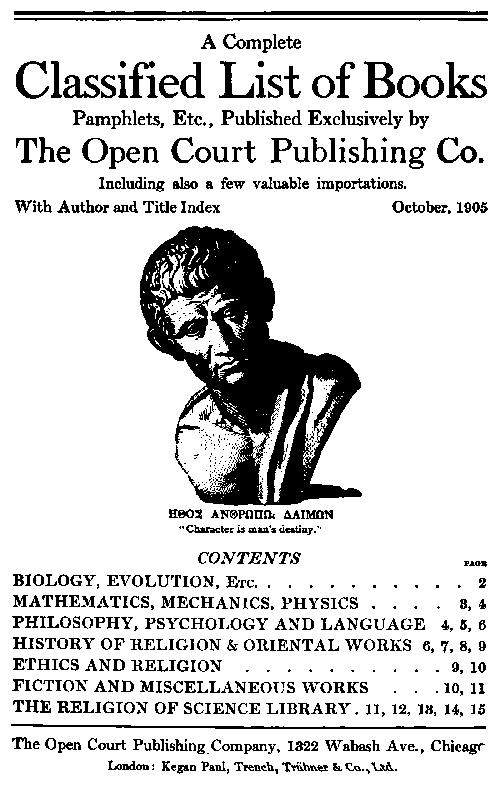 A Complete
Classified List of Books
Pamphlets, Etc., Published Exclusively by
The Open Court Publishing Co.
Including also a few valuable importations.
With Author and Title Index October, 1905
ΗΘΟΣ ΑΝΘΡΩΠΩι ΔΑΙΜΩΝ
"Character is man's destiny."
CONTENTS
PAGE
BIOLOGY, EVOLUTION, Etc. . . . . . . . . . . 2
MATHEMATICS, MECHANICS, PHYSICS . . . . 3, 4
PHILOSOPHY, PSYCHOLOGY AND LANGUAGE 4, 5, 6
HISTORY OF RELIGION & ORIENTAL WORKS 6, 7, 8, 9
ETHICS AND RELIGION . . . . . . . . . . 9, 10
FICTION AND MISCELLANEOUS WORKS . . . 10, 11
THE RELIGION OF SCIENCE LIBRARY . 11, 12, 13, 14, 15
The Open Court Publishing Company, 1322 Wabash Ave., Chicago
London: Kegan Paul, Trench, Trübner & Co., Ltd.